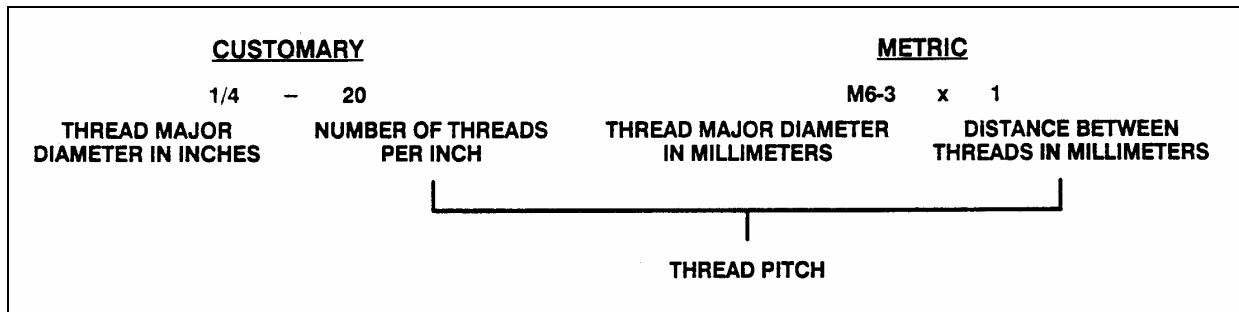 CUSTOMARY
1/4 – 20
THREAD MAJOR
DIAMETER IN INCHES
NUMBER OF THREADS
PER INCH
METRIC
M6-3 x 1
THREAD MAJOR DIAMETER
IN MILLIMETERS
DISTANCE BETWEEN
THREADS IN MILLIMETERS
THREAD PITCH